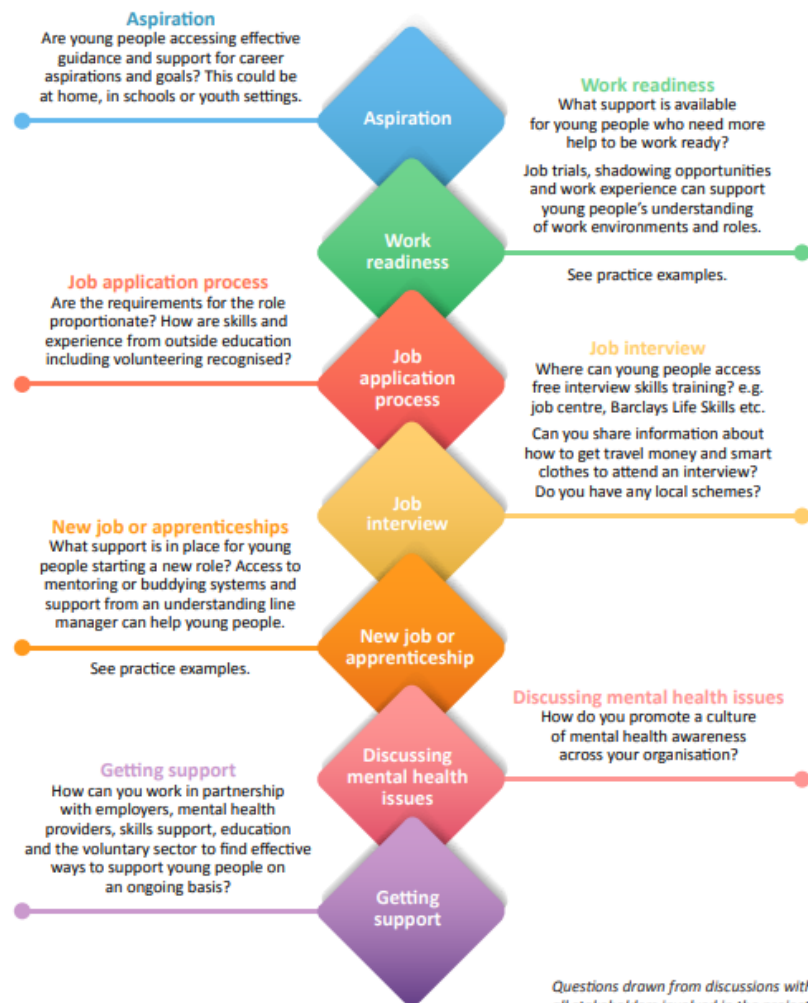 Aspiration
Are young people accessing effective
guidance and support for career
aspirations and goals? This could be
at home, in schools or youth settings.
Aspiration
Work readiness
What support is available
for young people who need more
help to be work ready?
Job trials, shadowing opportunities
and work experience can support
young people's understanding
of work environments and roles.
See practice examples.
Work
readiness
Job application process
Are the requirements for the role
proportionate? How are skills and
experience from outside education
including volunteering recognised?
Job
application
process
Job interview
Where can young people access
free interview skills training? e.g.
job centre, Barclays Life Skills etc.
Can you share information about
how to get travel money and smart
clothes to attend an interview?
Do you have any local schemes?
Job
interview
New job or apprenticeships
What support is in place for young
people starting a new role? Access to
mentoring or buddying systems and
support from an understanding line
manager can help young people.
See practice examples.
New job or
apprenticeship
Discussing mental health issues
How do you promote a culture
of mental health awareness
across your organisation?
Discussing
mental health
issues
Getting support
How can you work in partnership
with employers, mental health
providers, skills support, education
and the voluntary sector to find effective
ways to support young people on
an ongoing basis?
Getting
support
Questions drawn from discussions with